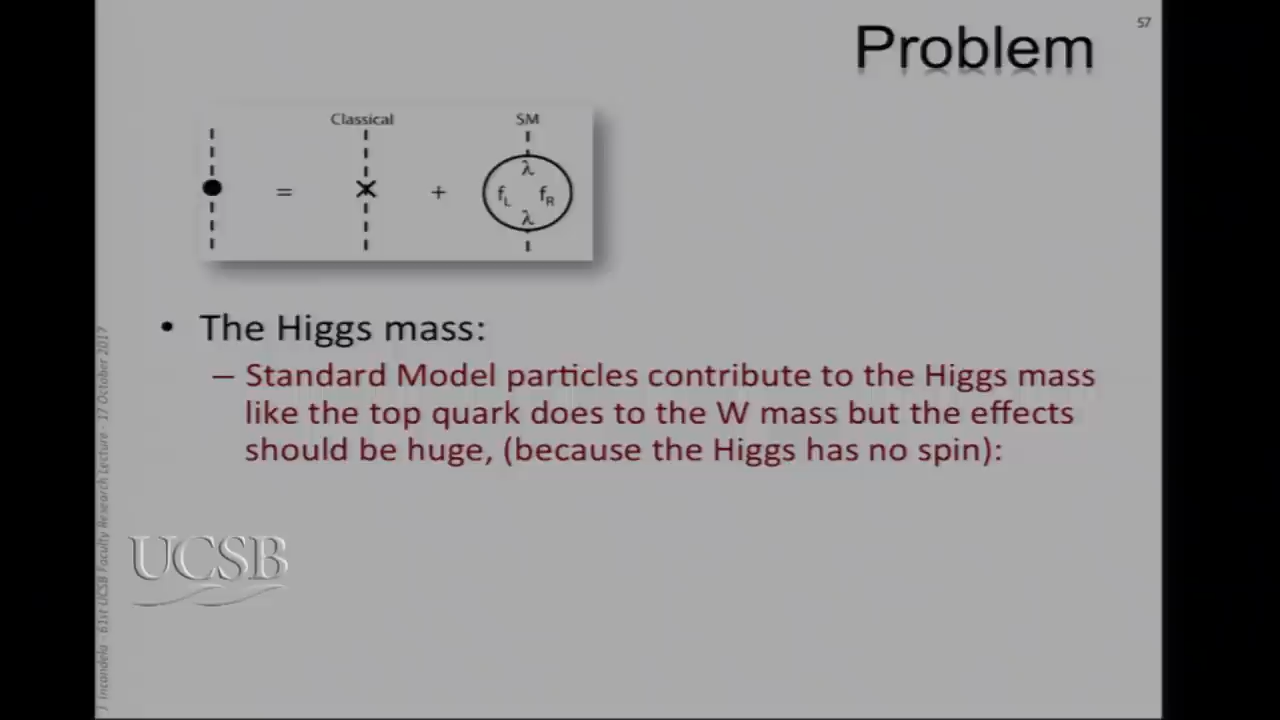 57
Problem
Classical
SM
= × +
λ
f_L f_R
λ
• The Higgs mass:
– Standard Model particles contribute to the Higgs mass
like the top quark does to the W mass but the effects
should be huge, (because the Higgs has no spin):
UCSB
J Incandela - 61st UCSB Faculty Research Lecture - 17 October 2017